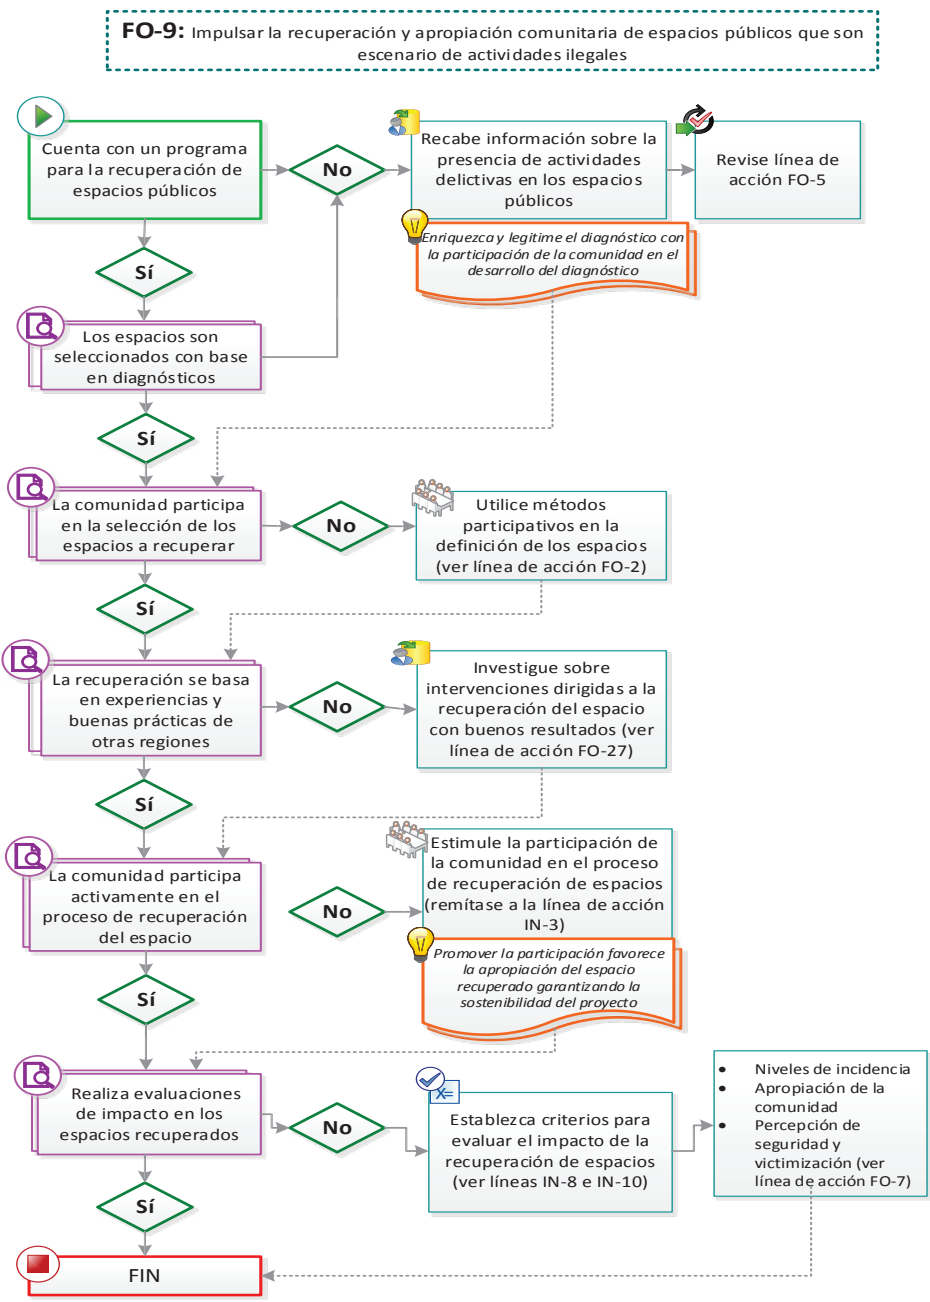 FO-9: Impulsar la recuperación y apropiación comunitaria de espacios públicos que son
escenario de actividades ilegales
Cuenta con un programa
para la recuperación de
espacios públicos
No
Recabe información sobre la
presencia de actividades
delictivas en los espacios
públicos
Revise línea de
acción FO-5
Enriquezca y legitime el diagnóstico con
la participación de la comunidad en el
desarrollo del diagnóstico
Sí
Los espacios son
seleccionados con base
en diagnósticos
Sí
La comunidad participa
en la selección de los
espacios a recuperar
No
Utilice métodos
participativos en la
definición de los espacios
(ver línea de acción FO-2)
Sí
La recuperación se basa
en experiencias y
buenas prácticas de
otras regiones
No
Investigue sobre
intervenciones dirigidas a la
recuperación del espacio
con buenos resultados (ver
línea de acción FO-27)
Sí
La comunidad participa
activamente en el
proceso de recuperación
del espacio
No
Estimule la participación de
la comunidad en el proceso
de recuperación de espacios
(remítase a la línea de acción
IN-3)
Promover la participación favorece
la apropiación del espacio
recuperado garantizando la
sostenibilidad del proyecto
Sí
Realiza evaluaciones
de impacto en los
espacios recuperados
No
X=
Establezca criterios para
evaluar el impacto de la
recuperación de espacios
(ver líneas IN-8 e IN-10)
• Niveles de incidencia
• Apropiación de la
comunidad
• Percepción de
seguridad y
victimización (ver
línea de acción FO-7)
Sí
FIN